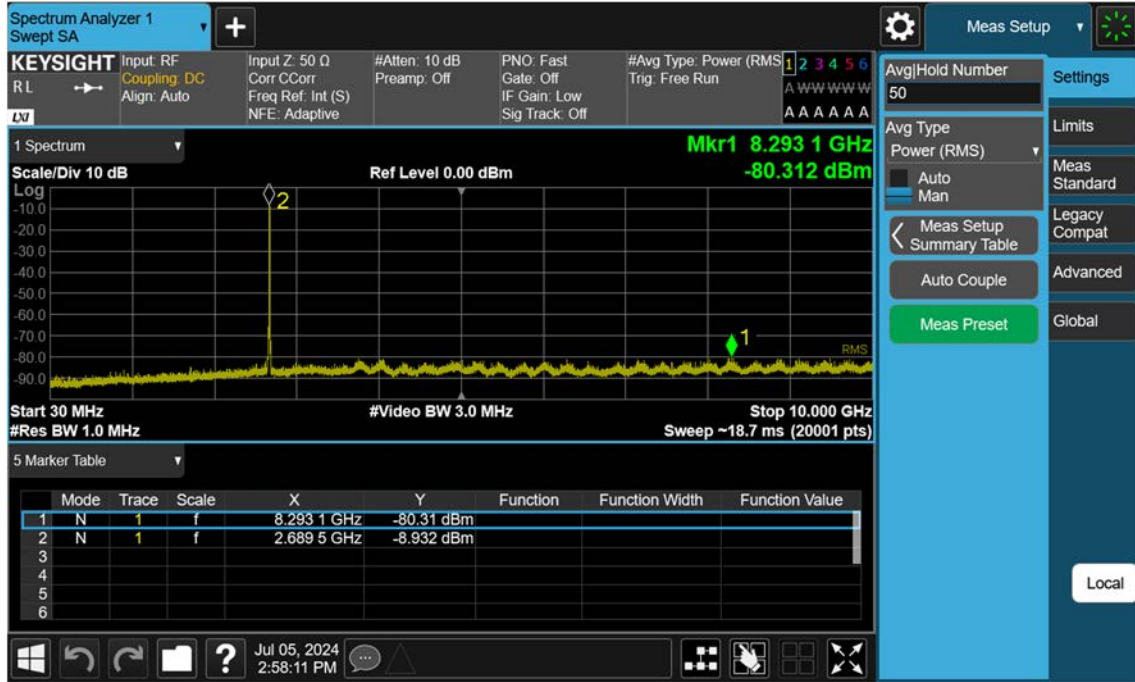 Spectrum Analyzer 1
Swept SA
Meas Setup
KEYSIGHT
RL
LXI
Input: RF
Coupling: DC
Align: Auto
Input Z: 50 Ω
Corr CCorr
Freq Ref: Int (S)
NFE: Adaptive
#Atten: 10 dB
Preamp: Off
PNO: Fast
Gate: Off
IF Gain: Low
Sig Track: Off
#Avg Type: Power (RMS
Trig: Free Run
1 2 3 4 5 6
A W W W W W
A A A A A A
1 Spectrum
Mkr1 8.293 1 GHz
-80.312 dBm
Scale/Div 10 dB
Ref Level 0.00 dBm
Log
-10.0
-20.0
-30.0
-40.0
-50.0
-60.0
-70.0
-80.0
-90.0
2
1
RMS
Start 30 MHz
#Video BW 3.0 MHz
Stop 10.000 GHz
#Res BW 1.0 MHz
Sweep ~18.7 ms (20001 pts)
5 Marker Table
Mode Trace Scale X Y Function Function Width Function Value
1 N 1 f 8.293 1 GHz -80.31 dBm
2 N 1 f 2.689 5 GHz -8.932 dBm
3
4
5
6
Jul 05, 2024
2:58:11 PM
Avg|Hold Number
50
Avg Type
Power (RMS)
Auto
Man
Meas Setup
Summary Table
Auto Couple
Meas Preset
Settings
Limits
Meas
Standard
Legacy
Compat
Advanced
Global
Local